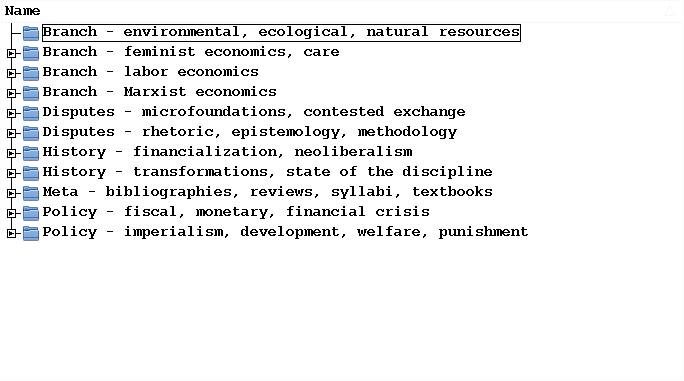 Name
Branch - environmental, ecological, natural resources
Branch - feminist economics, care
Branch - labor economics
Branch - Marxist economics
Disputes - microfoundations, contested exchange
Disputes - rhetoric, epistemology, methodology
History - financialization, neoliberalism
History - transformations, state of the discipline
Meta - bibliographies, reviews, syllabi, textbooks
Policy - fiscal, monetary, financial crisis
Policy - imperialism, development, welfare, punishment